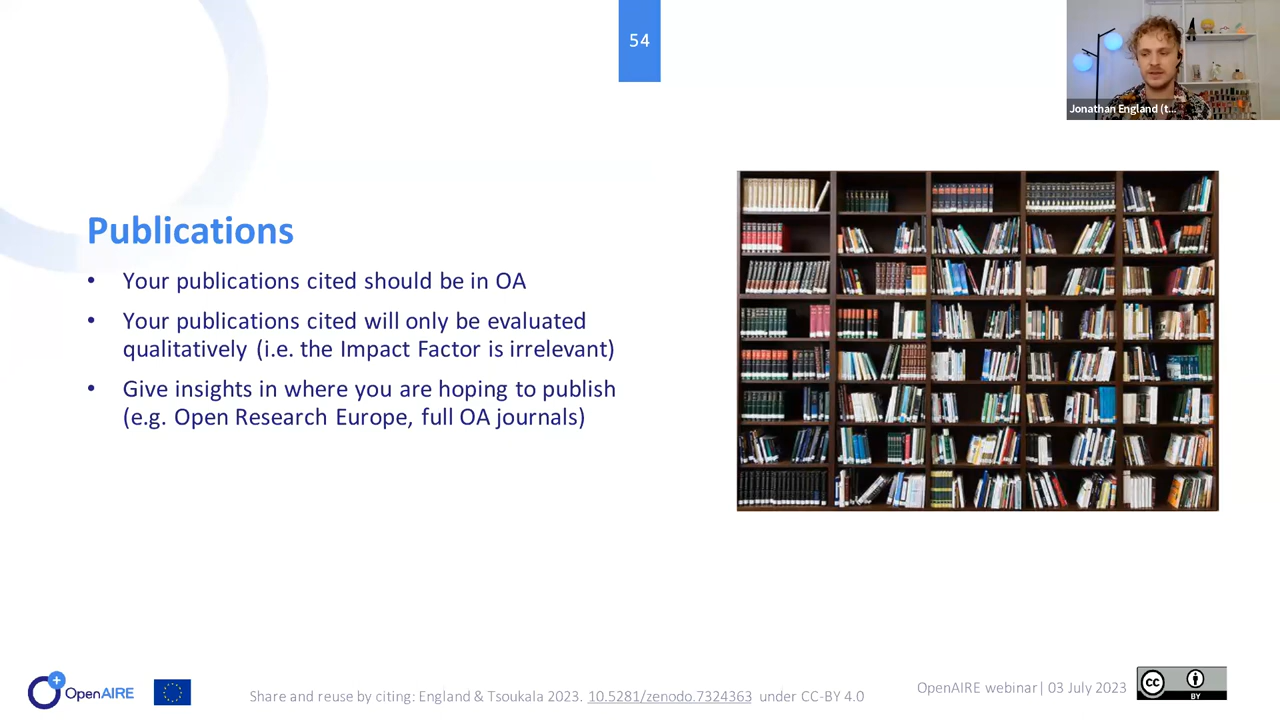 54
Jonathan England (t...
Publications
• Your publications cited should be in OA
• Your publications cited will only be evaluated
qualitatively (i.e. the Impact Factor is irrelevant)
• Give insights in where you are hoping to publish
(e.g. Open Research Europe, full OA journals)
OpenAIRE
Share and reuse by citing: England & Tsoukala 2023. 10.5281/zenodo.7324363 under CC-BY 4.0
OpenAIRE webinar| 03 July 2023
cc
BY